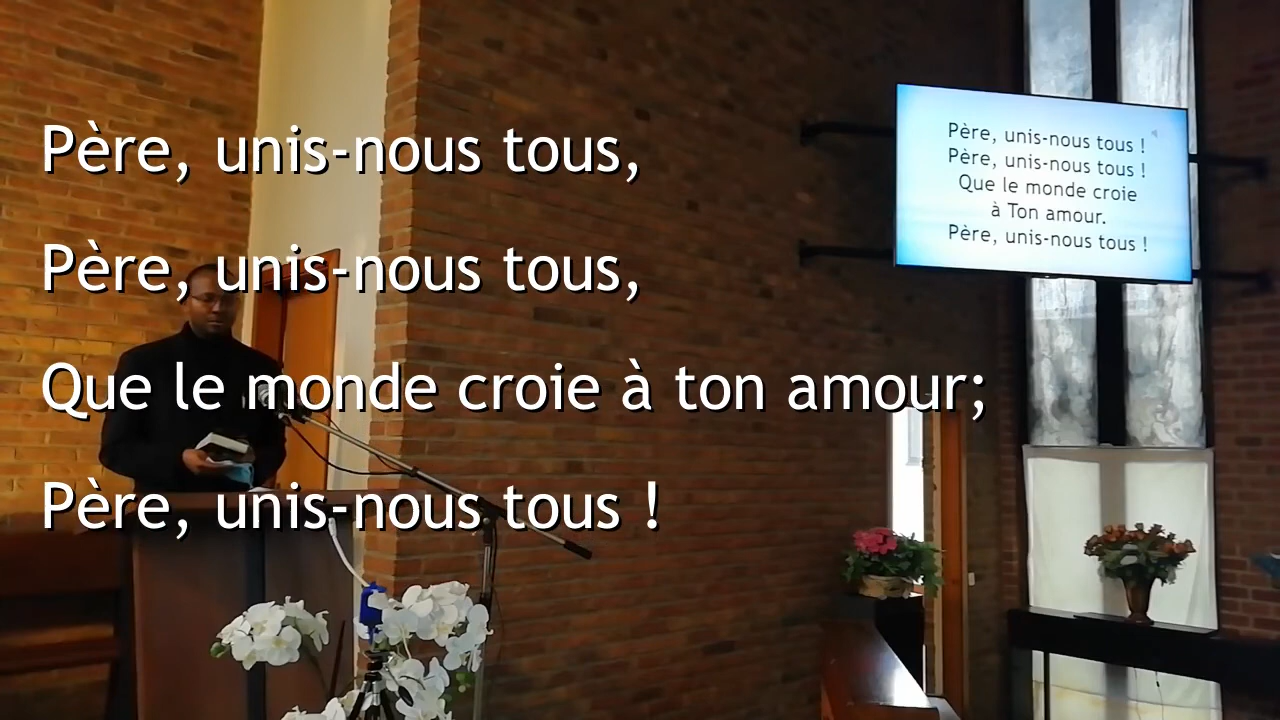 Père, unis-nous tous,
Père, unis-nous tous,
Que le monde croie à ton amour;
Père, unis-nous tous !
Père, unis-nous tous !
Père, unis-nous tous !
Que le monde croie
à Ton amour.
Père, unis-nous tous !